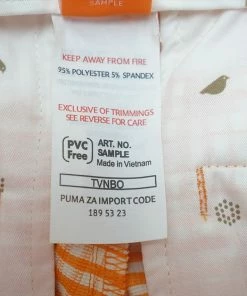 SAMPLE
KEEP AWAY FROM FIRE
95% POLYESTER 5% SPANDEX
EXCLUSIVE OF TRIMMINGS
SEE REVERSE FOR CARE
PVC Free
ART. NO.
SAMPLE
Made in Vietnam
TVNBO
PUMA ZA IMPORT CODE
189 53 23